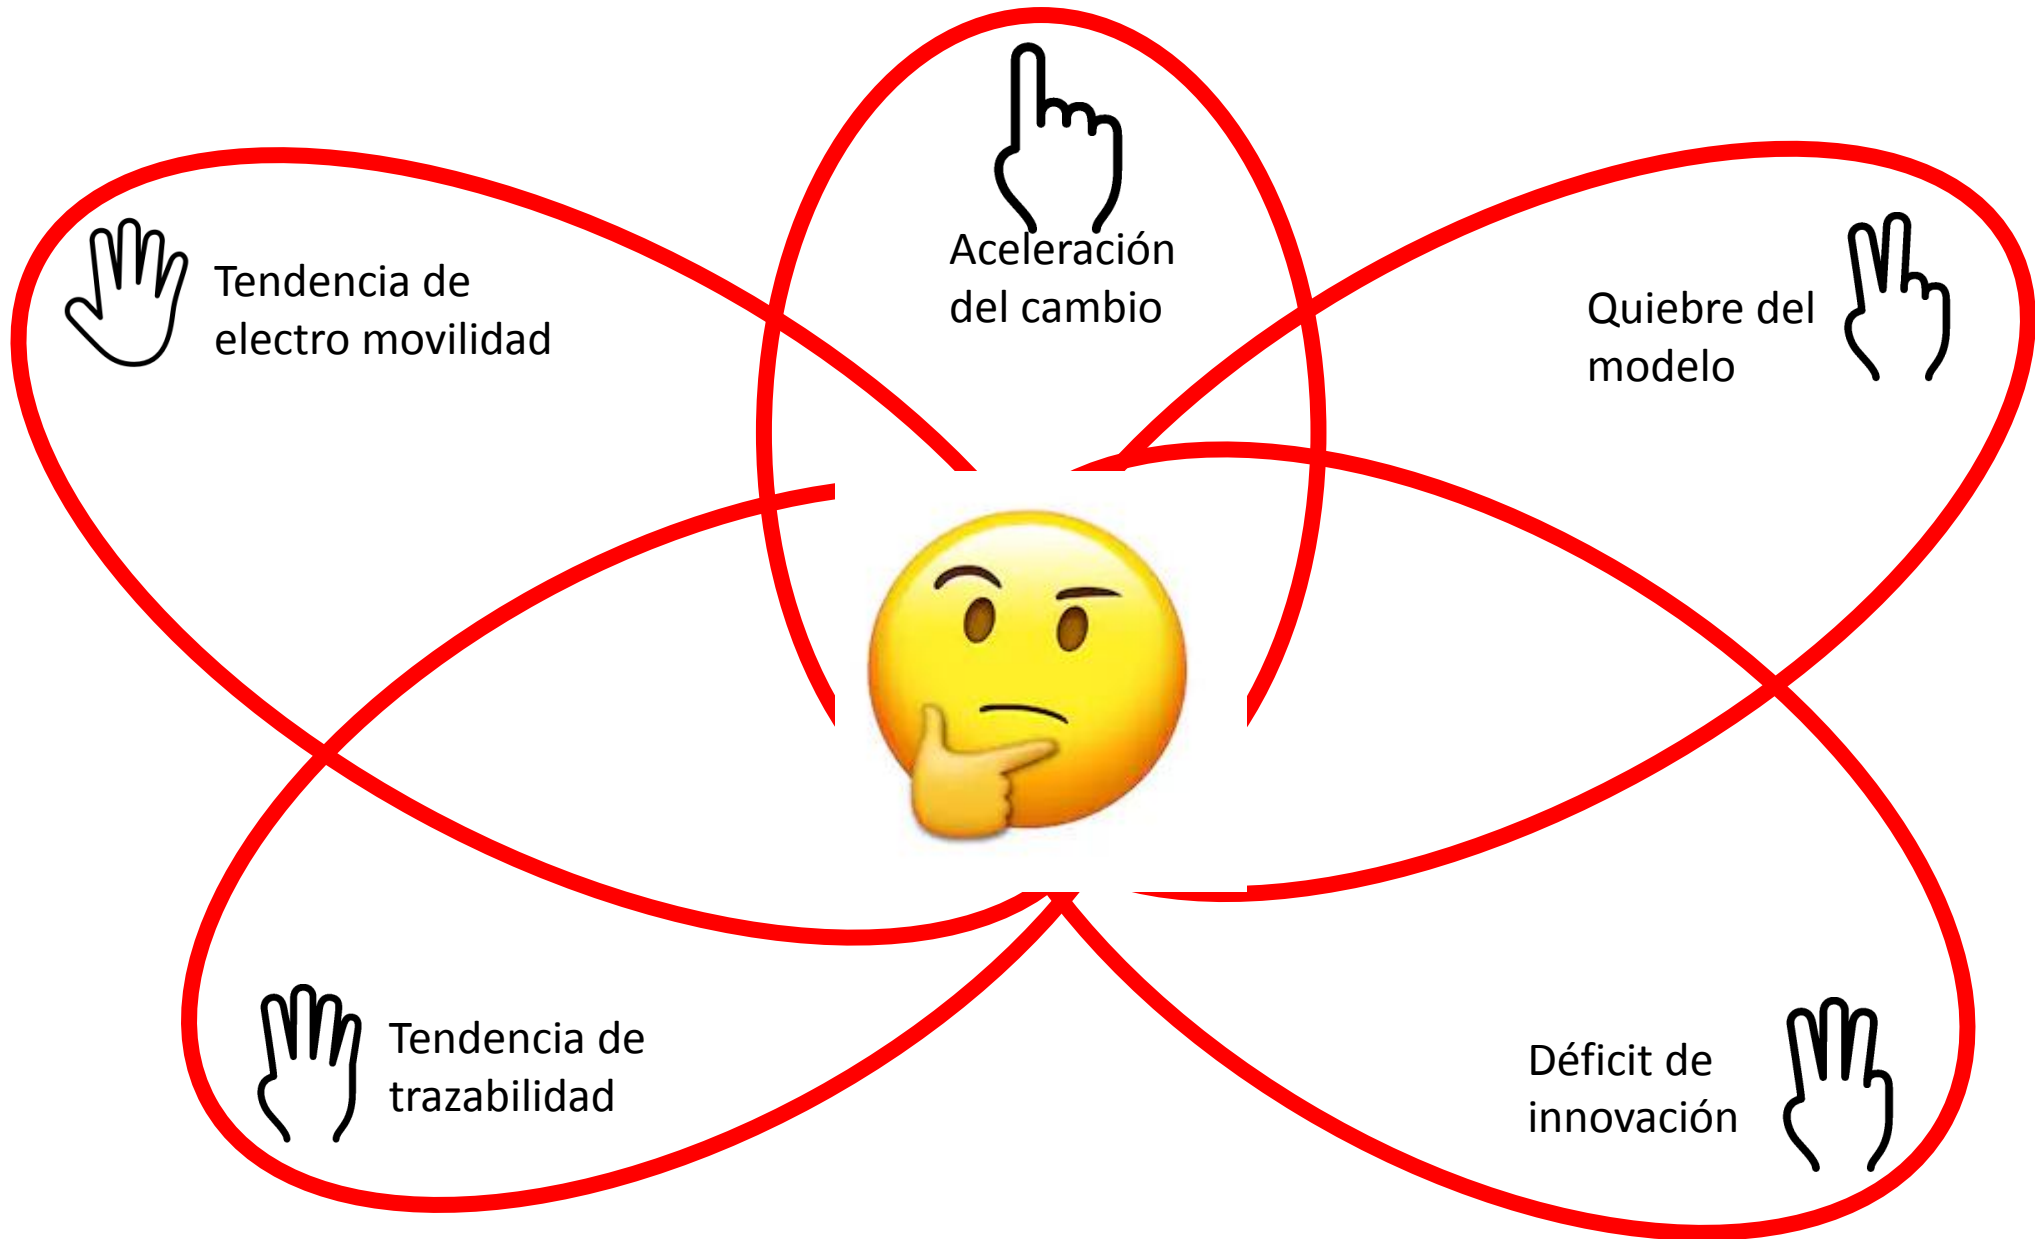 Aceleración
del cambio
Tendencia de
electro movilidad
Quiebre del
modelo
Tendencia de
trazabilidad
Déficit de
innovación